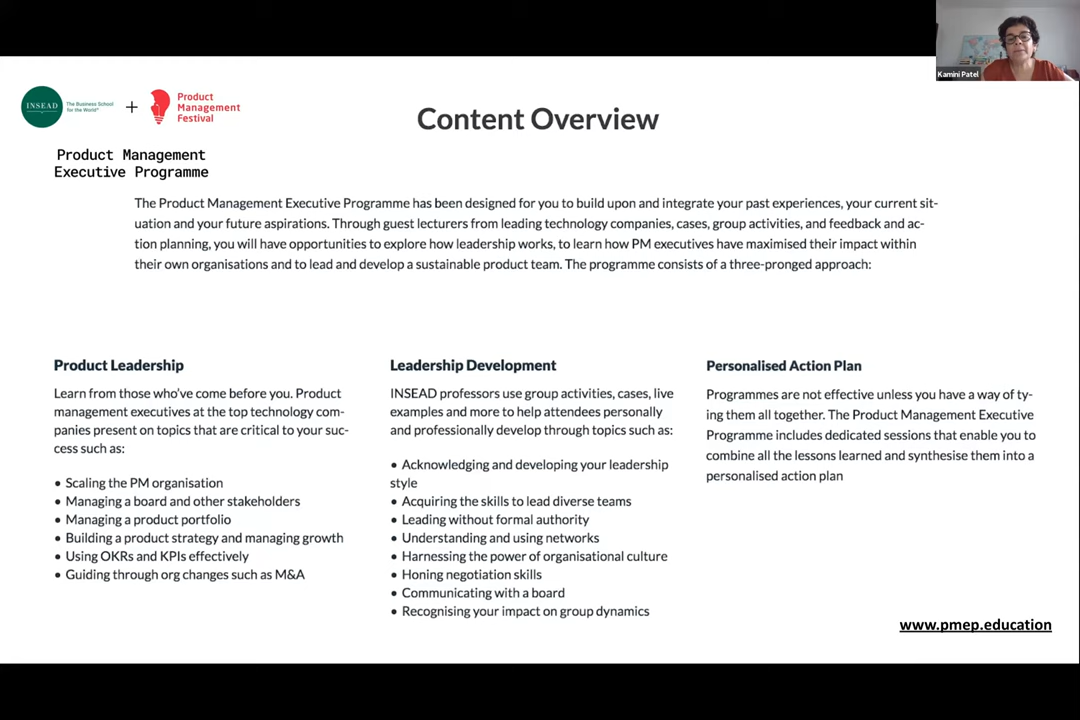 Kamini Patel
INSEAD
The Business School
for the World®
+
Product
Management
Festival
Product Management
Executive Programme
Content Overview
The Product Management Executive Programme has been designed for you to build upon and integrate your past experiences, your current sit-
uation and your future aspirations. Through guest lecturers from leading technology companies, cases, group activities, and feedback and ac-
tion planning, you will have opportunities to explore how leadership works, to learn how PM executives have maximised their impact within
their own organisations and to lead and develop a sustainable product team. The programme consists of a three-pronged approach:
Product Leadership
Learn from those who've come before you. Product
management executives at the top technology com-
panies present on topics that are critical to your suc-
cess such as:
• Scaling the PM organisation
• Managing a board and other stakeholders
• Managing a product portfolio
• Building a product strategy and managing growth
• Using OKRs and KPIs effectively
• Guiding through org changes such as M&A
Leadership Development
INSEAD professors use group activities, cases, live
examples and more to help attendees personally
and professionally develop through topics such as:
• Acknowledging and developing your leadership
style
• Acquiring the skills to lead diverse teams
• Leading without formal authority
• Understanding and using networks
• Harnessing the power of organisational culture
• Honing negotiation skills
• Communicating with a board
• Recognising your impact on group dynamics
Personalised Action Plan
Programmes are not effective unless you have a way of ty-
ing them all together. The Product Management Executive
Programme includes dedicated sessions that enable you to
combine all the lessons learned and synthesise them into a
personalised action plan
www.pmep.education